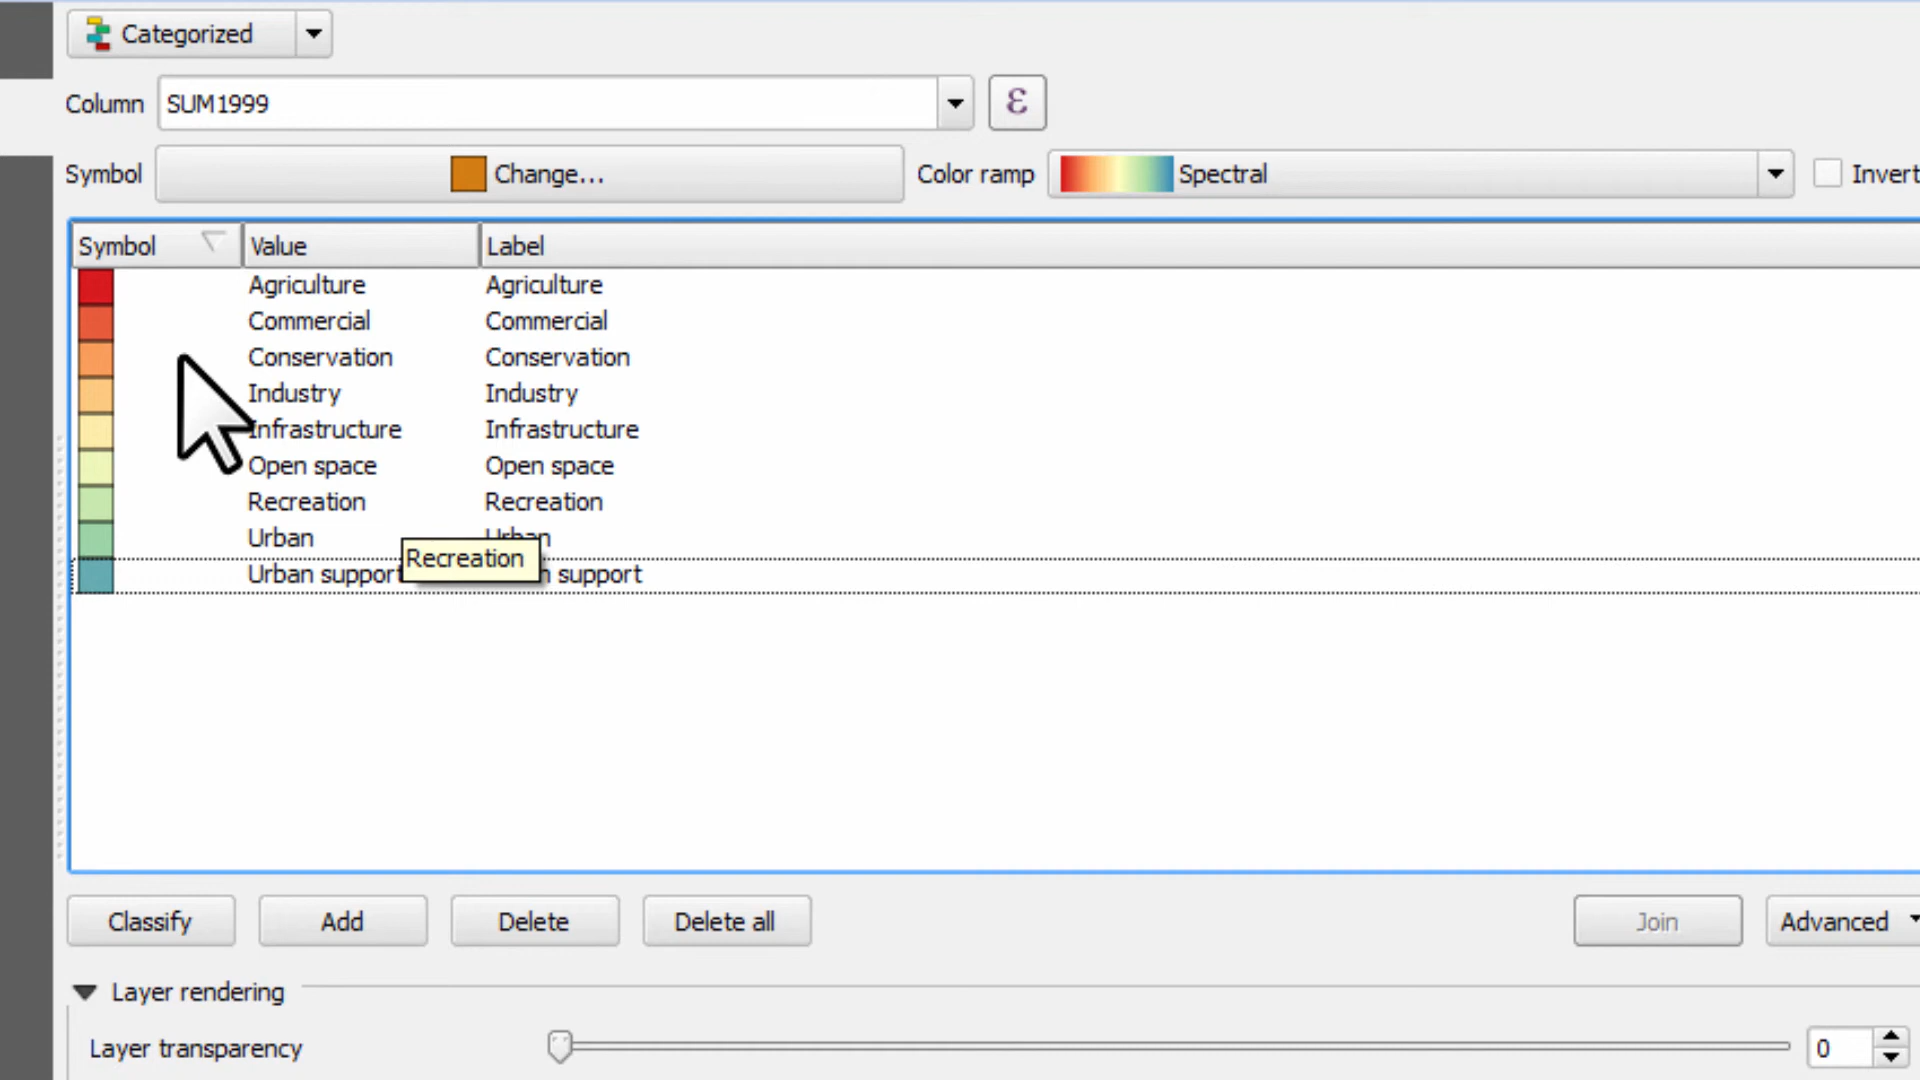 Categorized
Column SUM1999 ε
Symbol Change... Color ramp Spectral Invert
Symbol Value Label
Agriculture Agriculture
Commercial Commercial
Conservation Conservation
Industry Industry
Infrastructure Infrastructure
Open space Open space
Recreation Recreation
Urban Urban
Recreation
Urban support support
Classify Add Delete Delete all Join Advanced
Layer rendering
Layer transparency 0